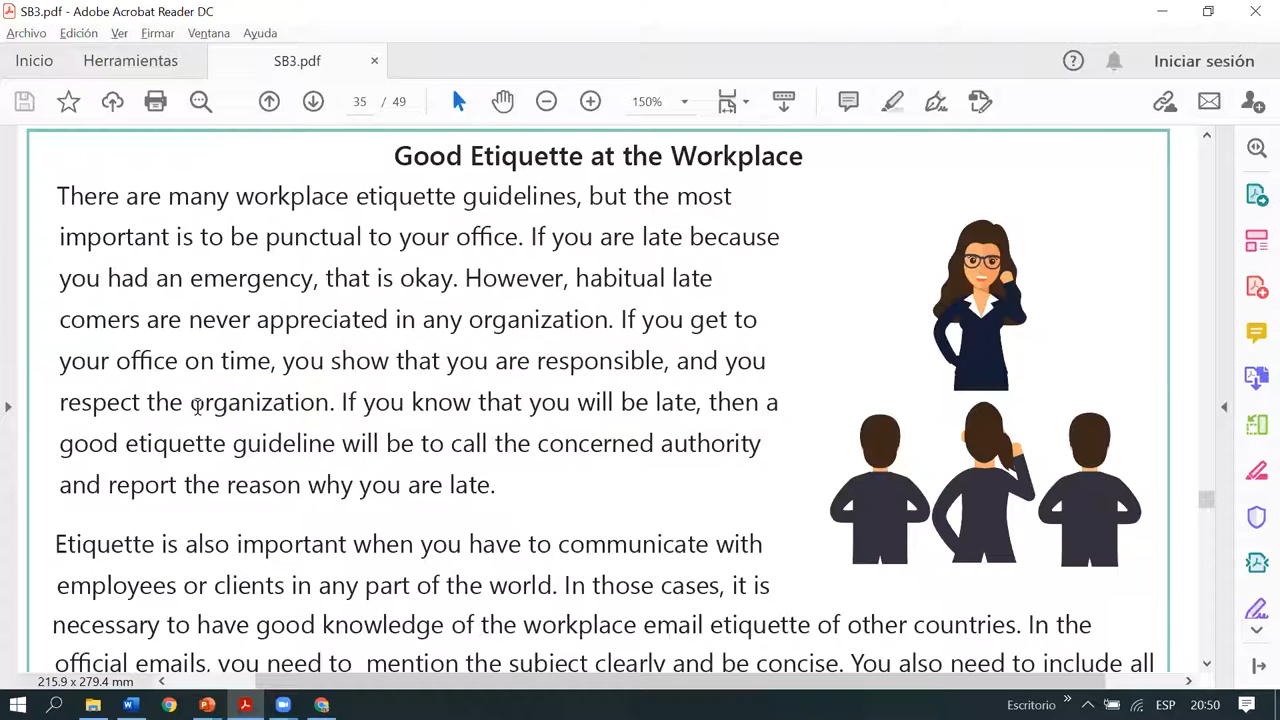 SB3.pdf - Adobe Acrobat Reader DC
Archivo Edición Ver Firmar Ventana Ayuda
Inicio Herramientas SB3.pdf × Iniciar sesión
35 / 49 150%
Good Etiquette at the Workplace
There are many workplace etiquette guidelines, but the most
important is to be punctual to your office. If you are late because
you had an emergency, that is okay. However, habitual late
comers are never appreciated in any organization. If you get to
your office on time, you show that you are responsible, and you
respect the organization. If you know that you will be late, then a
good etiquette guideline will be to call the concerned authority
and report the reason why you are late.
Etiquette is also important when you have to communicate with
employees or clients in any part of the world. In those cases, it is
necessary to have good knowledge of the workplace email etiquette of other countries. In the
official emails, you need to mention the subject clearly and be concise. You also need to include all
215.9 x 279.4 mm
Escritorio » ESP 20:50